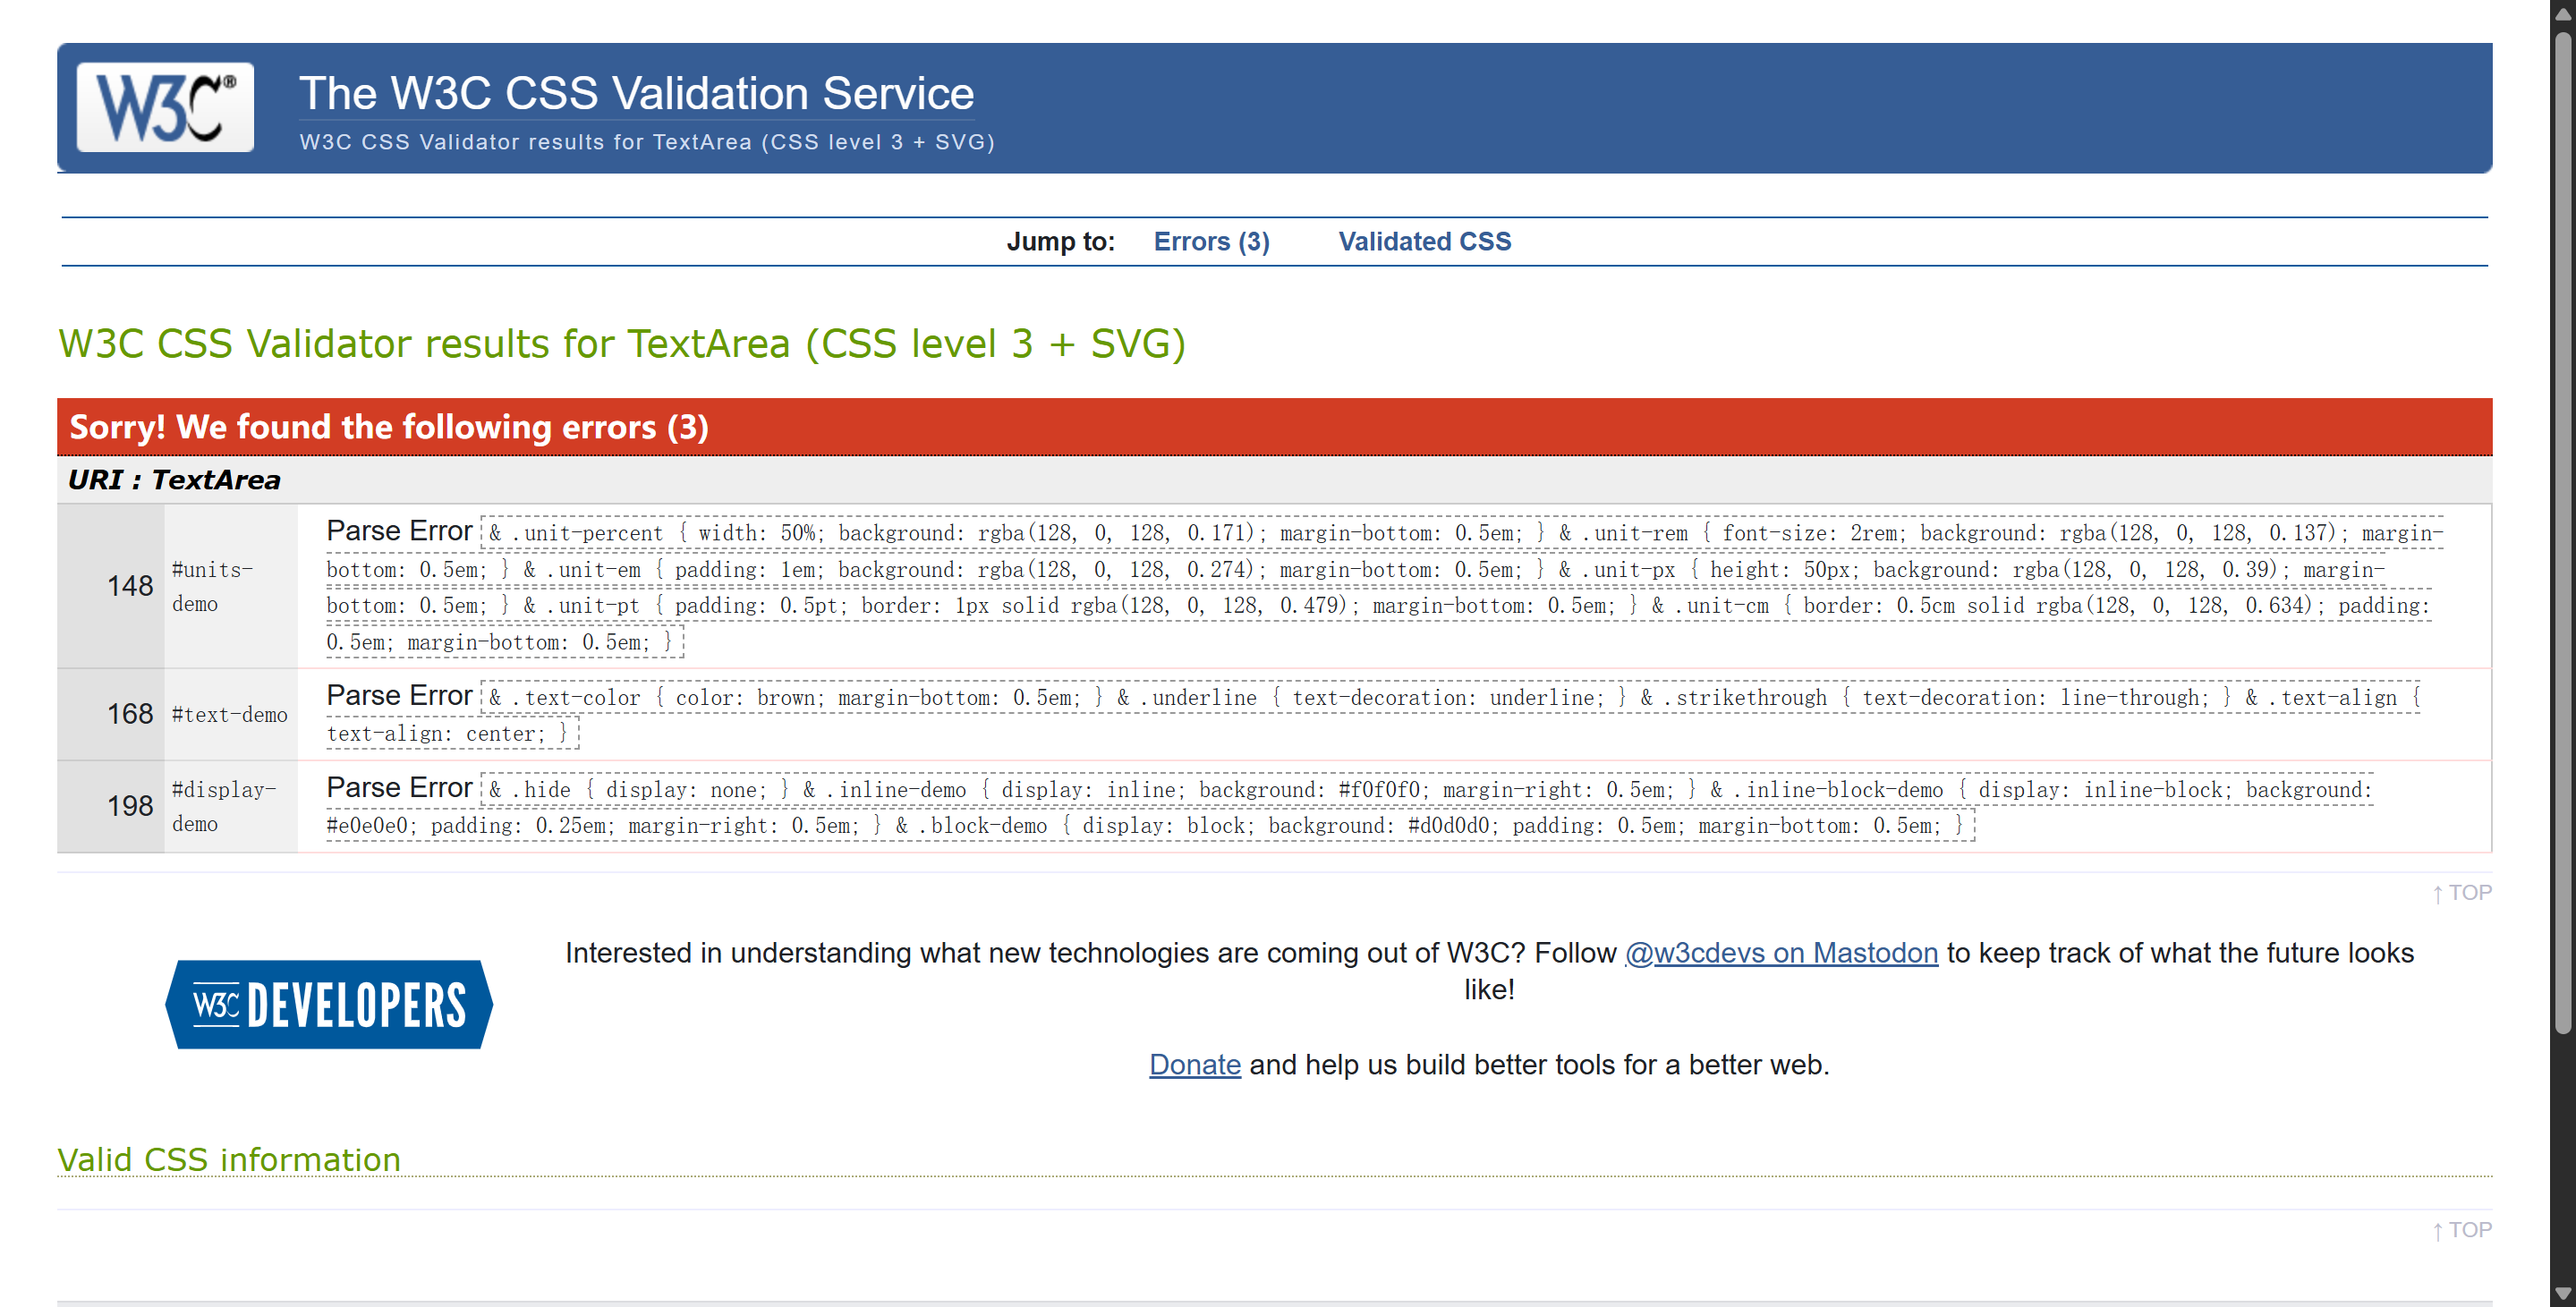 W3C®
The W3C CSS Validation Service
W3C CSS Validator results for TextArea (CSS level 3 + SVG)
Jump to: Errors (3) Validated CSS
W3C CSS Validator results for TextArea (CSS level 3 + SVG)
Sorry! We found the following errors (3)
URI : TextArea
148 #units-demo Parse Error & .unit-percent { width: 50%; background: rgba(128, 0, 128, 0.171); margin-bottom: 0.5em; } & .unit-rem { font-size: 2rem; background: rgba(128, 0, 128, 0.137); margin-
bottom: 0.5em; } & .unit-em { padding: 1em; background: rgba(128, 0, 128, 0.274); margin-bottom: 0.5em; } & .unit-px { height: 50px; background: rgba(128, 0, 128, 0.39); margin-
bottom: 0.5em; } & .unit-pt { padding: 0.5pt; border: 1px solid rgba(128, 0, 128, 0.479); margin-bottom: 0.5em; } & .unit-cm { border: 0.5cm solid rgba(128, 0, 128, 0.634); padding:
0.5em; margin-bottom: 0.5em; }
168 #text-demo Parse Error & .text-color { color: brown; margin-bottom: 0.5em; } & .underline { text-decoration: underline; } & .strikethrough { text-decoration: line-through; } & .text-align {
text-align: center; }
198 #display-demo Parse Error & .hide { display: none; } & .inline-demo { display: inline; background: #f0f0f0; margin-right: 0.5em; } & .inline-block-demo { display: inline-block; background:
#e0e0e0; padding: 0.25em; margin-right: 0.5em; } & .block-demo { display: block; background: #d0d0d0; padding: 0.5em; margin-bottom: 0.5em; }
↑ TOP
W3C DEVELOPERS
Interested in understanding what new technologies are coming out of W3C? Follow @w3cdevs on Mastodon to keep track of what the future looks
like!
Donate and help us build better tools for a better web.
Valid CSS information
↑ TOP